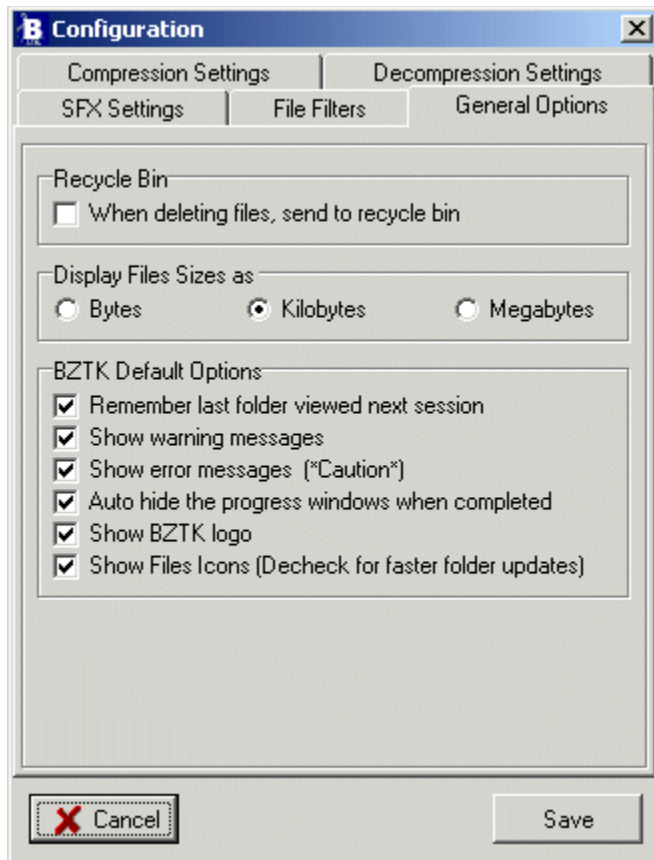 Configuration
Compression Settings
Decompression Settings
SFX Settings
File Filters
General Options
Recycle Bin
When deleting files, send to recycle bin
Display Files Sizes as
Bytes
Kilobytes
Megabytes
BZTK Default Options
Remember last folder viewed next session
Show warning messages
Show error messages (*Caution*)
Auto hide the progress windows when completed
Show BZTK logo
Show Files Icons (Decheck for faster folder updates)
Cancel
Save